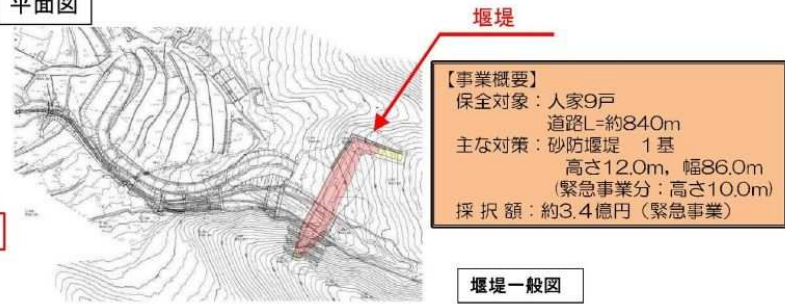 平面図
堰堤
【事業概要】
保全対象：人家9戸
道路L=約840m
主な対策：砂防堰堤　1基
高さ12.0m，幅86.0m
(緊急事業分：高さ10.0m)
採 択 額：約3.4億円（緊急事業）
堰堤一般図